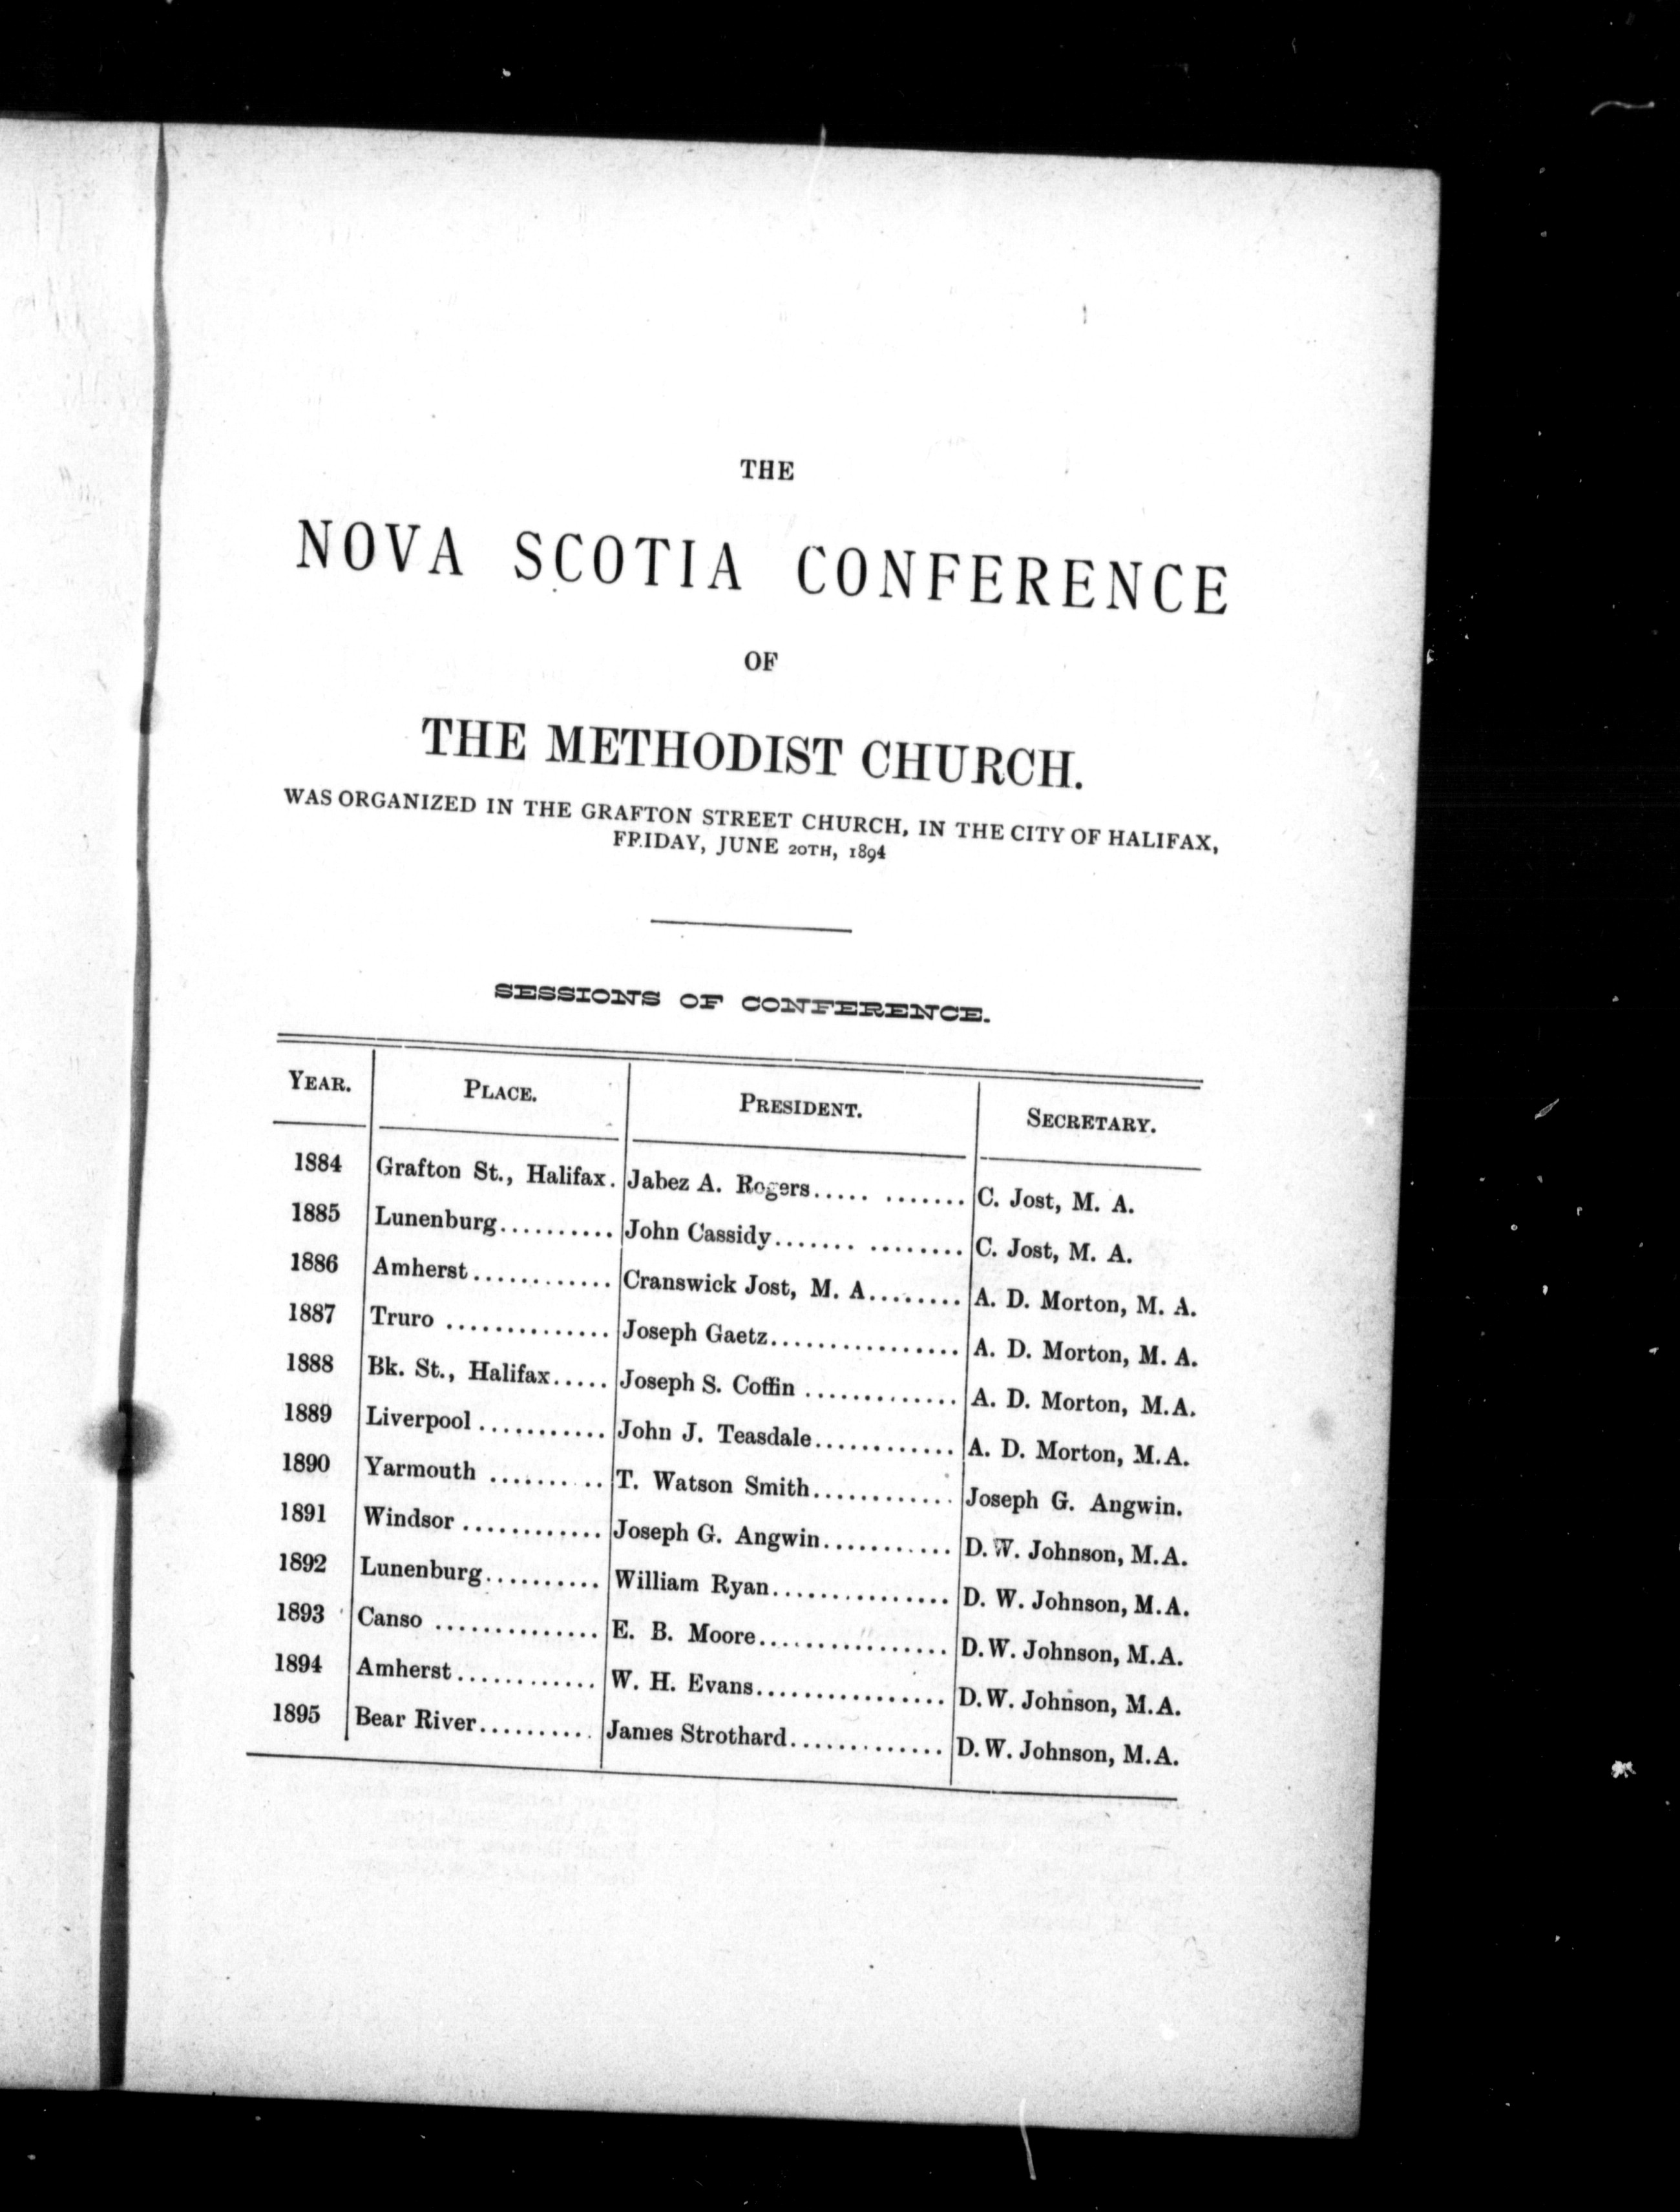 THE
NOVA SCOTIA CONFERENCE
OF
THE METHODIST CHURCH.
WAS ORGANIZED IN THE GRAFTON STREET CHURCH, IN THE CITY OF HALIFAX,
FRIDAY, JUNE 20TH, 1894
SESSIONS OF CONFERENCE.
YEAR. PLACE. PRESIDENT. SECRETARY.
1884 Grafton St., Halifax. Jabez A. Rogers..... ....... C. Jost, M. A.
1885 Lunenburg.......... John Cassidy....... ........ C. Jost, M. A.
1886 Amherst............ Cranswick Jost, M. A........ A. D. Morton, M. A.
1887 Truro .............. Joseph Gaetz................ A. D. Morton, M. A.
1888 Bk. St., Halifax..... Joseph S. Coffin ............. A. D. Morton, M.A.
1889 Liverpool ........... John J. Teasdale............ A. D. Morton, M.A.
1890 Yarmouth .......... T. Watson Smith............ Joseph G. Angwin.
1891 Windsor ............ Joseph G. Angwin........... D. W. Johnson, M.A.
1892 Lunenburg.......... William Ryan............... D. W. Johnson, M.A.
1893 Canso .............. E. B. Moore................ D. W. Johnson, M.A.
1894 Amherst............ W. H. Evans................ D. W. Johnson, M.A.
1895 Bear River.......... James Strothard............. D. W. Johnson, M.A.